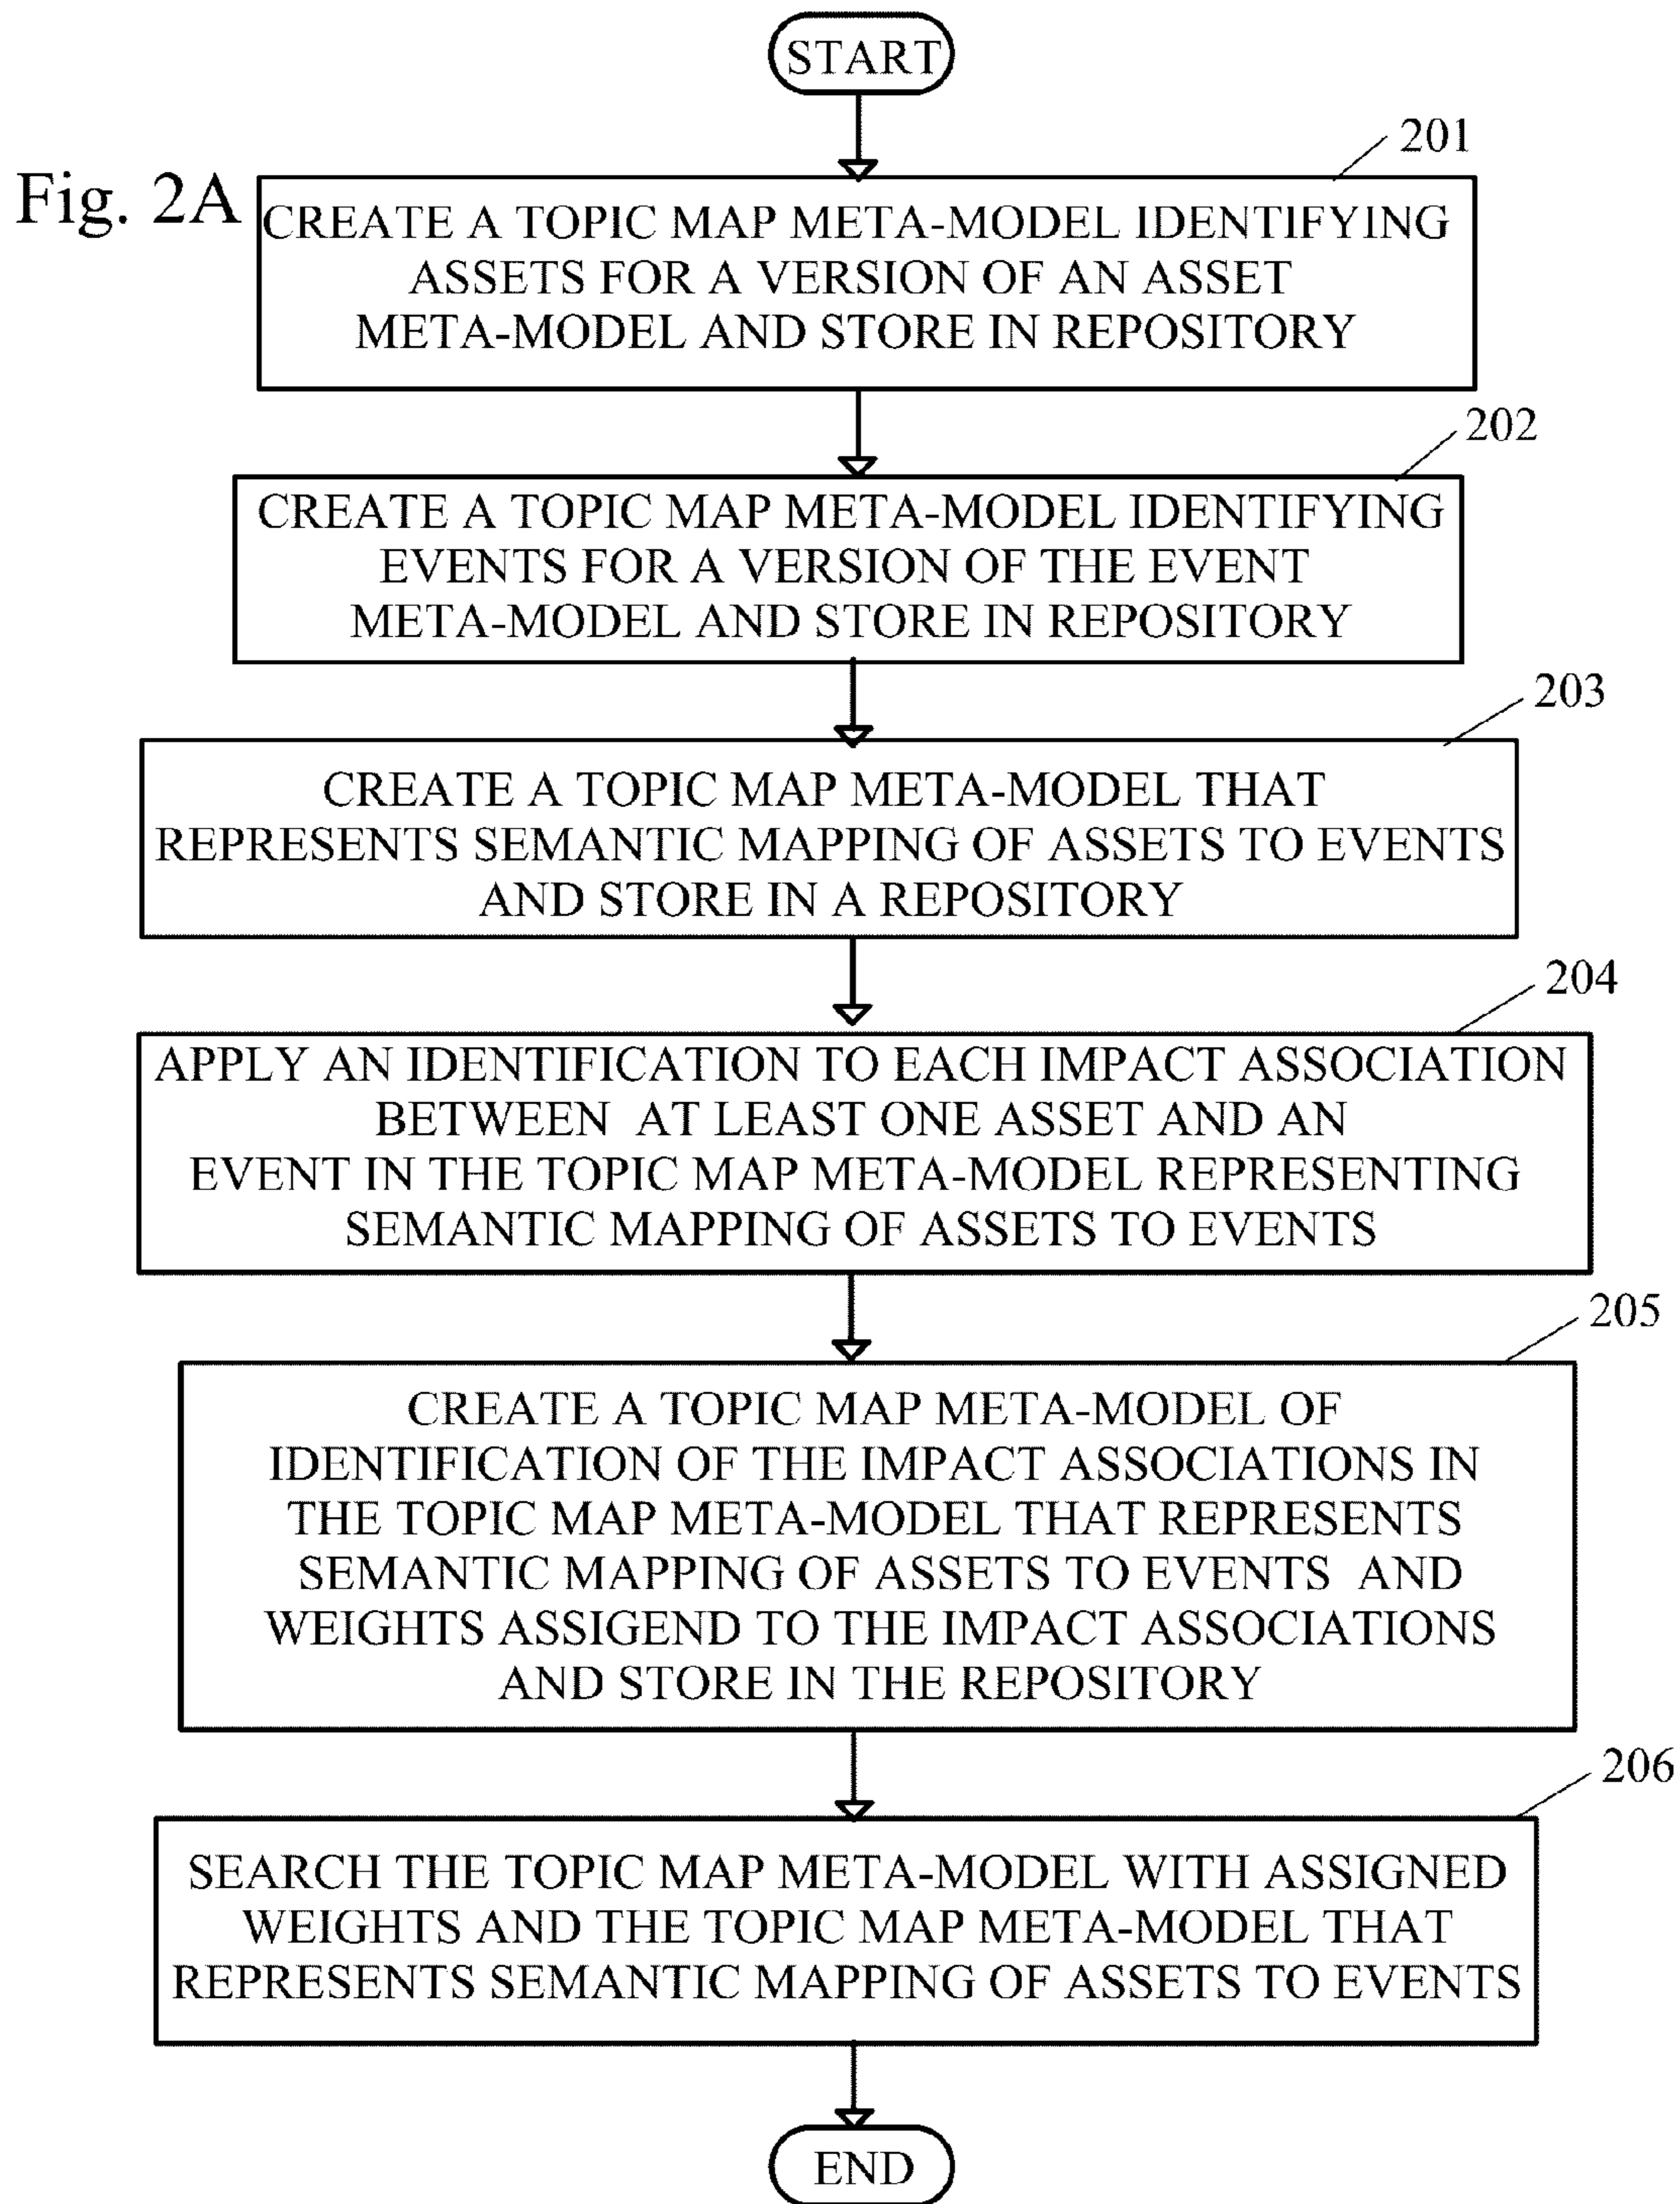 START
201
Fig. 2A
CREATE A TOPIC MAP META-MODEL IDENTIFYING
ASSETS FOR A VERSION OF AN ASSET
META-MODEL AND STORE IN REPOSITORY
202
CREATE A TOPIC MAP META-MODEL IDENTIFYING
EVENTS FOR A VERSION OF THE EVENT
META-MODEL AND STORE IN REPOSITORY
203
CREATE A TOPIC MAP META-MODEL THAT
REPRESENTS SEMANTIC MAPPING OF ASSETS TO EVENTS
AND STORE IN A REPOSITORY
204
APPLY AN IDENTIFICATION TO EACH IMPACT ASSOCIATION
BETWEEN AT LEAST ONE ASSET AND AN
EVENT IN THE TOPIC MAP META-MODEL REPRESENTING
SEMANTIC MAPPING OF ASSETS TO EVENTS
205
CREATE A TOPIC MAP META-MODEL OF
IDENTIFICATION OF THE IMPACT ASSOCIATIONS IN
THE TOPIC MAP META-MODEL THAT REPRESENTS
SEMANTIC MAPPING OF ASSETS TO EVENTS AND
WEIGHTS ASSIGEND TO THE IMPACT ASSOCIATIONS
AND STORE IN THE REPOSITORY
206
SEARCH THE TOPIC MAP META-MODEL WITH ASSIGNED
WEIGHTS AND THE TOPIC MAP META-MODEL THAT
REPRESENTS SEMANTIC MAPPING OF ASSETS TO EVENTS
END